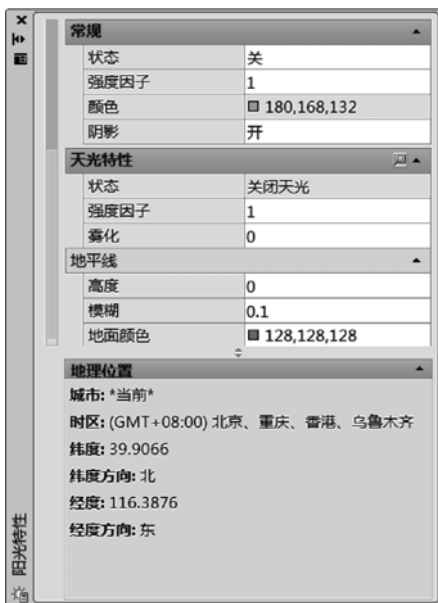 常规
状态 关
强度因子 1
颜色 180,168,132
阴影 开
天光特性
状态 关闭天光
强度因子 1
雾化 0
地平线
高度 0
模糊 0.1
地面颜色 128,128,128
地理位置
城市: *当前*
时区: (GMT+08:00) 北京、重庆、香港、乌鲁木齐
纬度: 39.9066
纬度方向: 北
经度: 116.3876
经度方向: 东
阳光特性